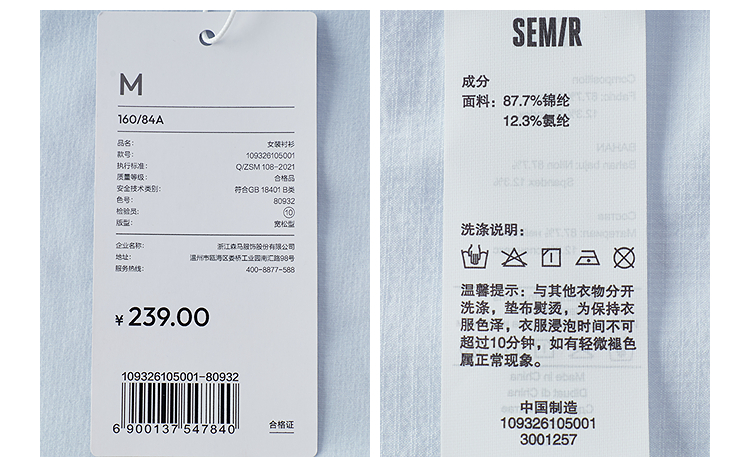 M
160/84A
品名: 女装衬衫
款号: 109326105001
执行标准: Q/ZSM 108-2021
质量等级: 合格品
安全技术类别: 符合GB 18401 B类
色号: 80932
检验员: 10
版型: 宽松型
企业名称: 浙江森马服饰股份有限公司
地址: 温州市瓯海区娄桥工业园南汇路98号
服务热线: 400-8877-588
¥ 239.00
109326105001-80932
6 900137 547840
合格证
SEMIR
成分
面料: 87.7%锦纶
12.3%氨纶
洗涤说明:
温馨提示: 与其他衣物分开
洗涤, 垫布熨烫, 为保持衣
服色泽, 衣服浸泡时间不可
超过10分钟, 如有轻微褪色
属正常现象。
中国制造
109326105001
3001257